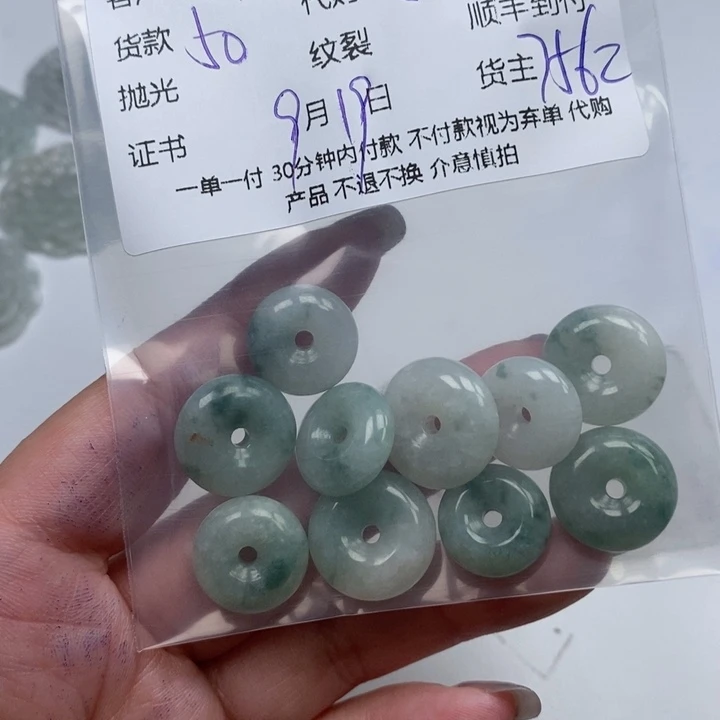 货款 50 纹裂 顺丰到付
抛光 货主 7562
证书 9月19日
一单一付 30分钟内付款 不付款视为弃单 代购
产品 不退不换 介意慎拍